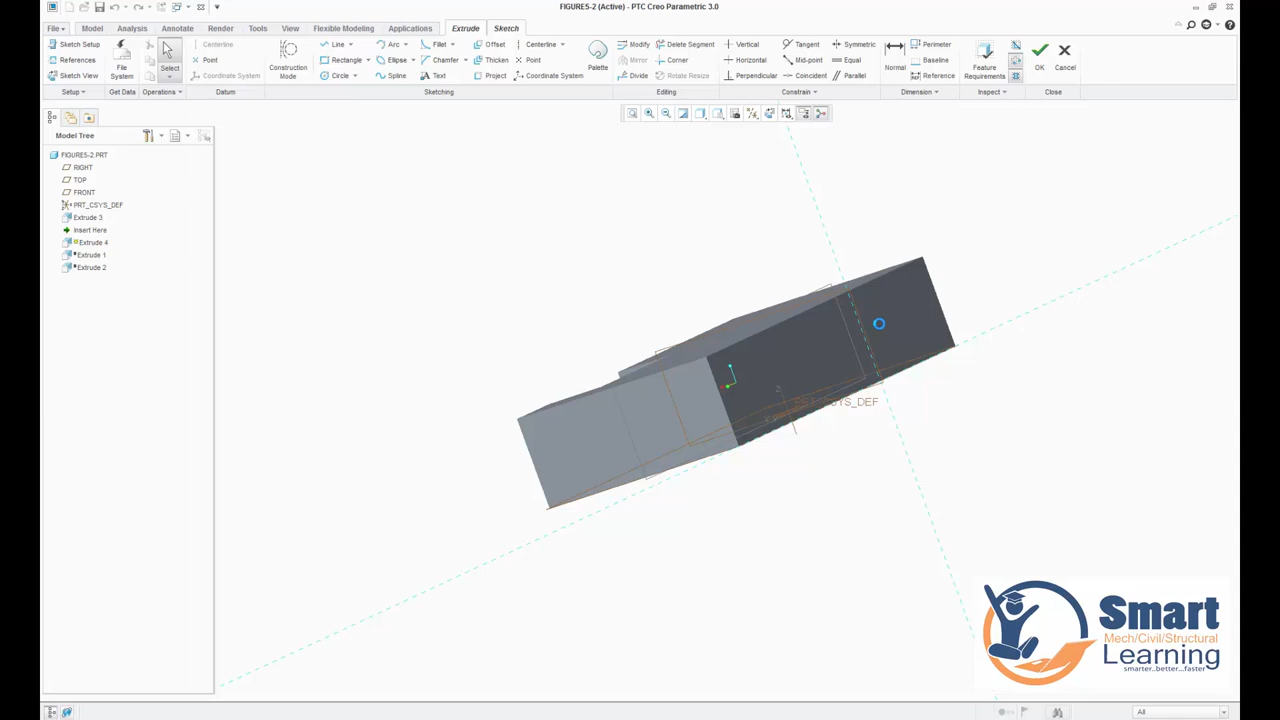 FIGURE5-2 (Active) - PTC Creo Parametric 3.0
File Model Analysis Annotate Render Tools View Flexible Modeling Applications Extrude Sketch
Sketch Setup
References
Sketch View
Setup
File System
Get Data
Select
Operations
Centerline
Point
Coordinate System
Datum
Construction Mode
Line Arc Fillet Offset Centerline
Rectangle Ellipse Chamfer Thicken Point
Circle Spline Text Project Coordinate System
Palette
Sketching
Modify Delete Segment
Mirror Corner
Divide Rotate Resize
Editing
Vertical Tangent Symmetric
Horizontal Mid-point Equal
Perpendicular Coincident Parallel
Constrain
Normal
Perimeter
Baseline
Reference
Dimension
Feature Requirements
Inspect
OK Cancel
Close
Model Tree
FIGURE5-2.PRT
RIGHT
TOP
FRONT
PRT_CSYS_DEF
Extrude 3
Insert Here
Extrude 4
Extrude 1
Extrude 2
CSYS_DEF
Smart
Mech/Civil/Structural
Learning
smarter..better...faster
All